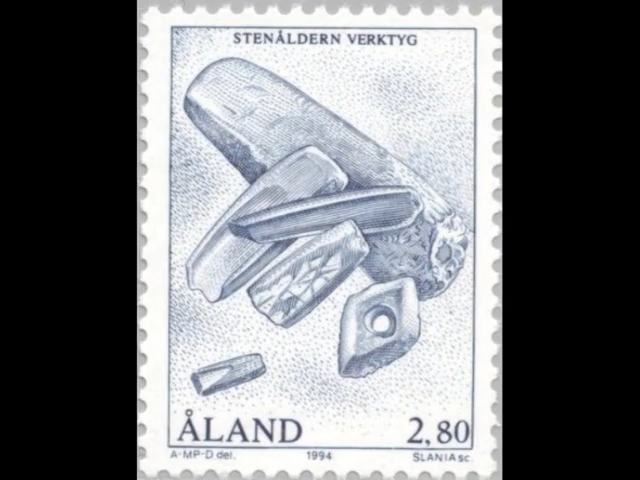 STENÅLDERN VERKTYG
ÅLAND 2,80
A-MP-D del. 1994 SLANIA sc.